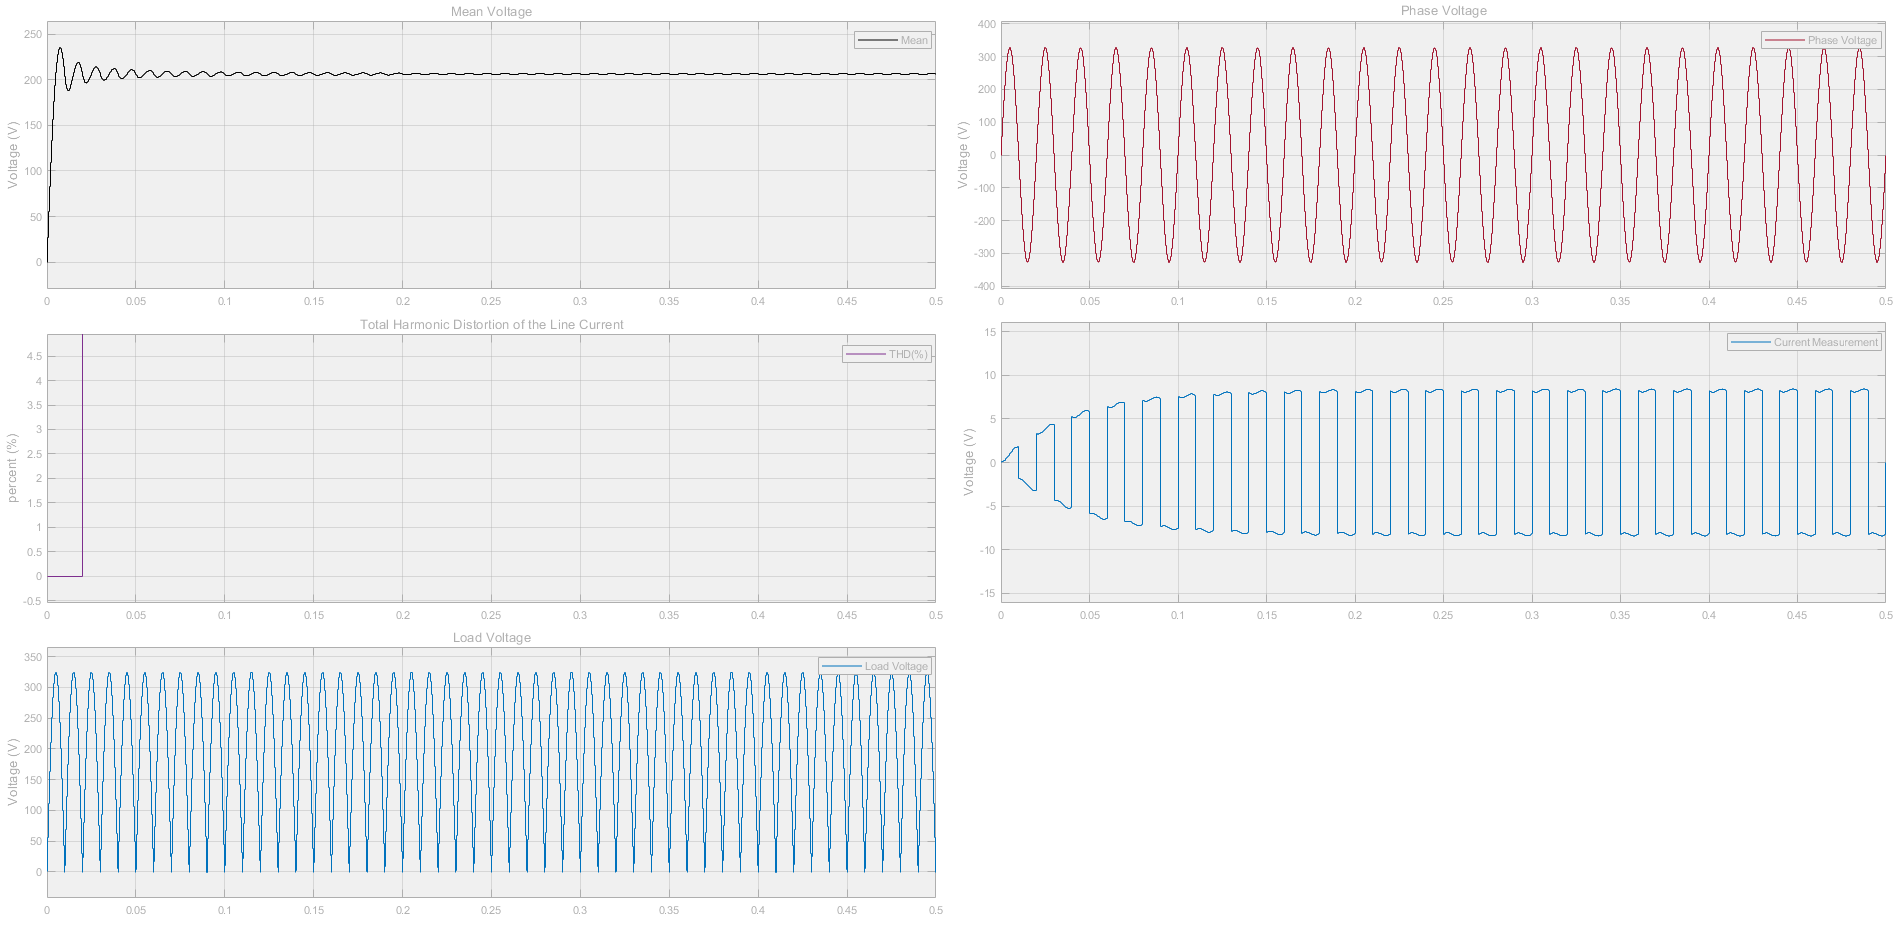 Mean Voltage
Mean
Voltage (V)
250
200
150
100
50
0
0 0.05 0.1 0.15 0.2 0.25 0.3 0.35 0.4 0.45 0.5
Phase Voltage
Phase Voltage
Voltage (V)
400
300
200
100
0
-100
-200
-300
-400
0 0.05 0.1 0.15 0.2 0.25 0.3 0.35 0.4 0.45 0.5
Total Harmonic Distortion of the Line Current
THD(%)
percent (%)
4.5
4
3.5
3
2.5
2
1.5
1
0.5
0
-0.5
0 0.05 0.1 0.15 0.2 0.25 0.3 0.35 0.4 0.45 0.5
Current Measurement
Voltage (V)
15
10
5
0
-5
-10
-15
0 0.05 0.1 0.15 0.2 0.25 0.3 0.35 0.4 0.45 0.5
Load Voltage
Load Voltage
Voltage (V)
350
300
250
200
150
100
50
0
0 0.05 0.1 0.15 0.2 0.25 0.3 0.35 0.4 0.45 0.5